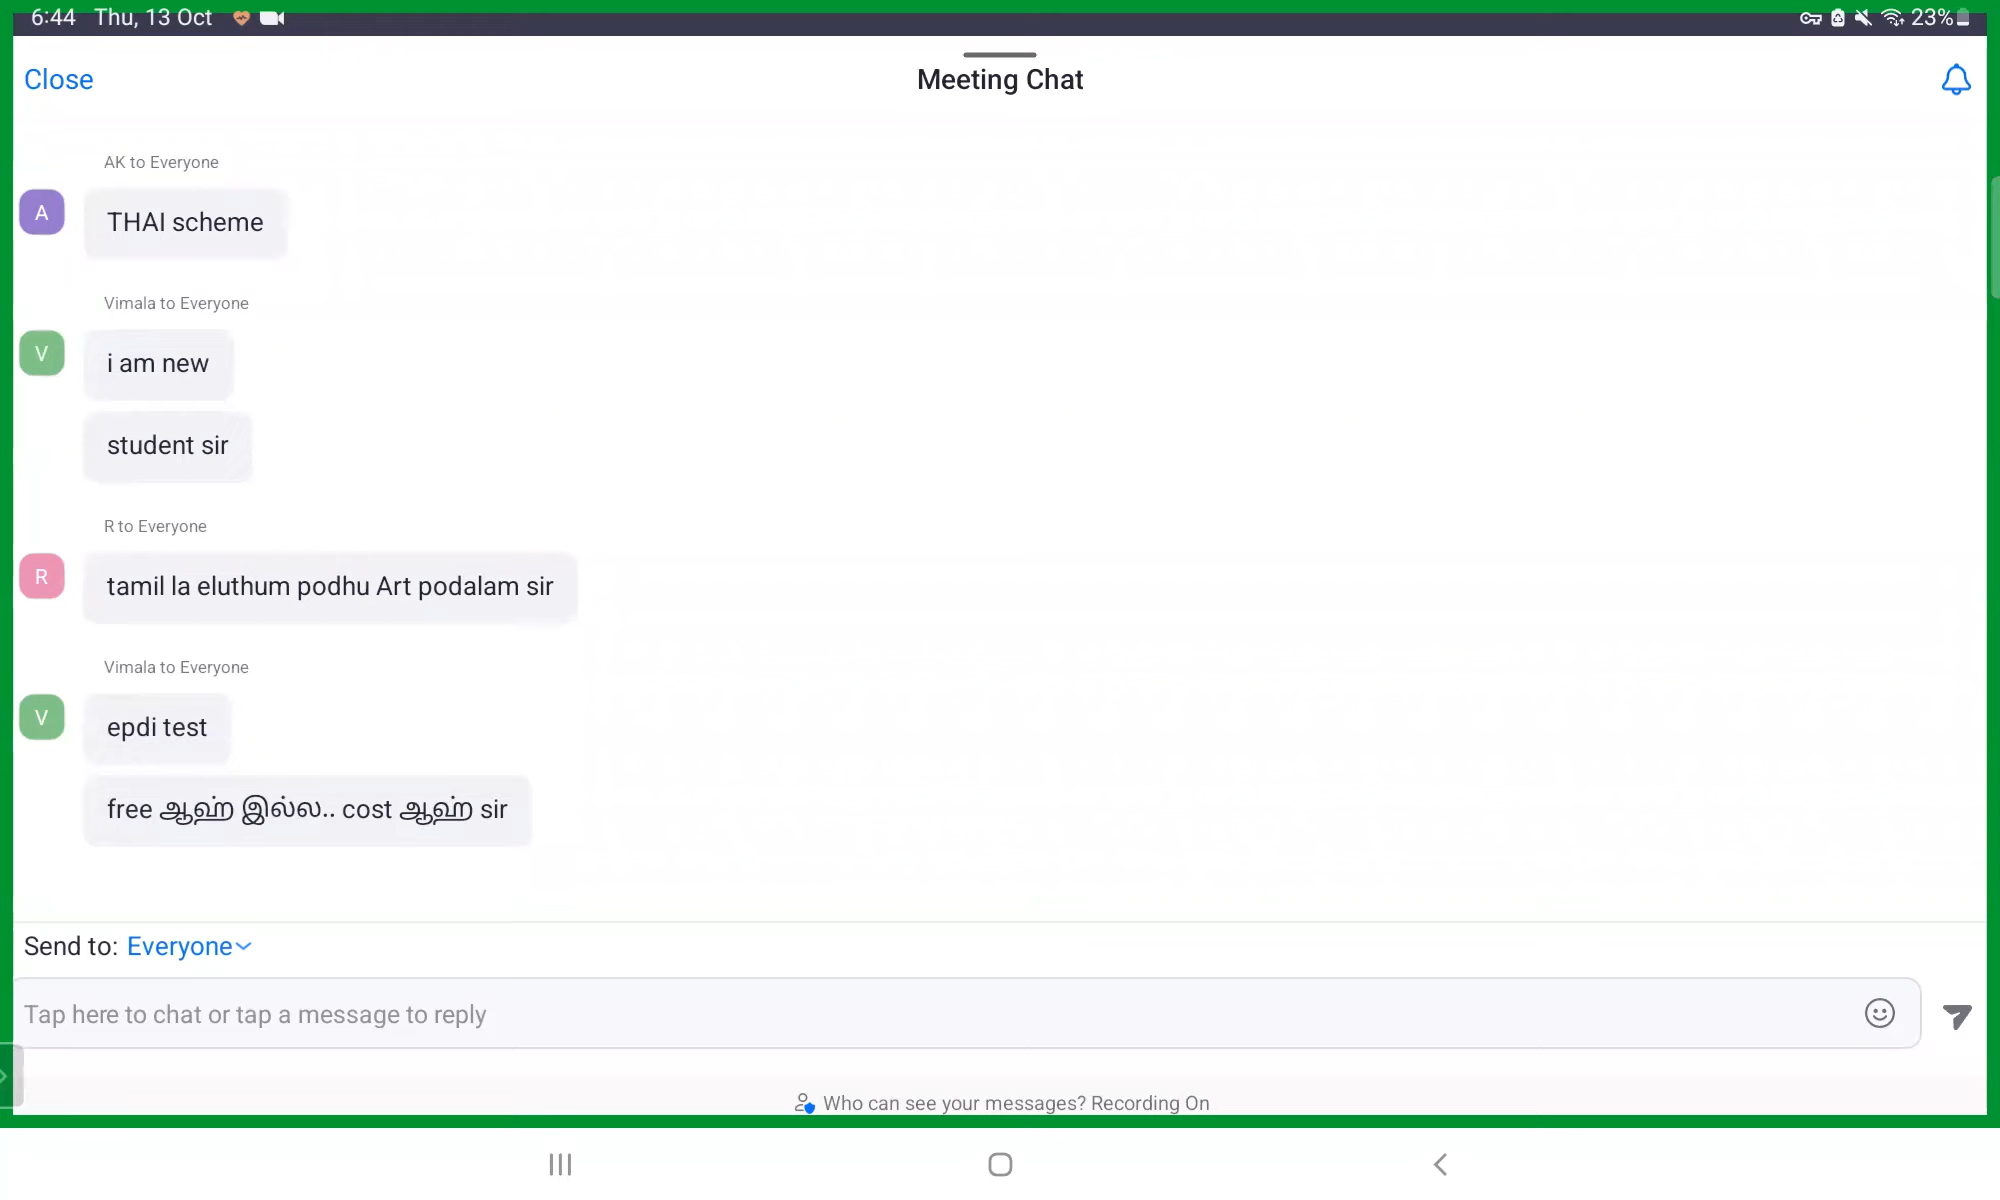 6:44 Thu, 13 Oct 23%
Close Meeting Chat
AK to Everyone
A
THAI scheme
Vimala to Everyone
V
i am new
student sir
R to Everyone
R
tamil la eluthum podhu Art podalam sir
Vimala to Everyone
V
epdi test
free ஆஹ் இல்ல.. cost ஆஹ் sir
Send to: Everyone
Tap here to chat or tap a message to reply
Who can see your messages? Recording On